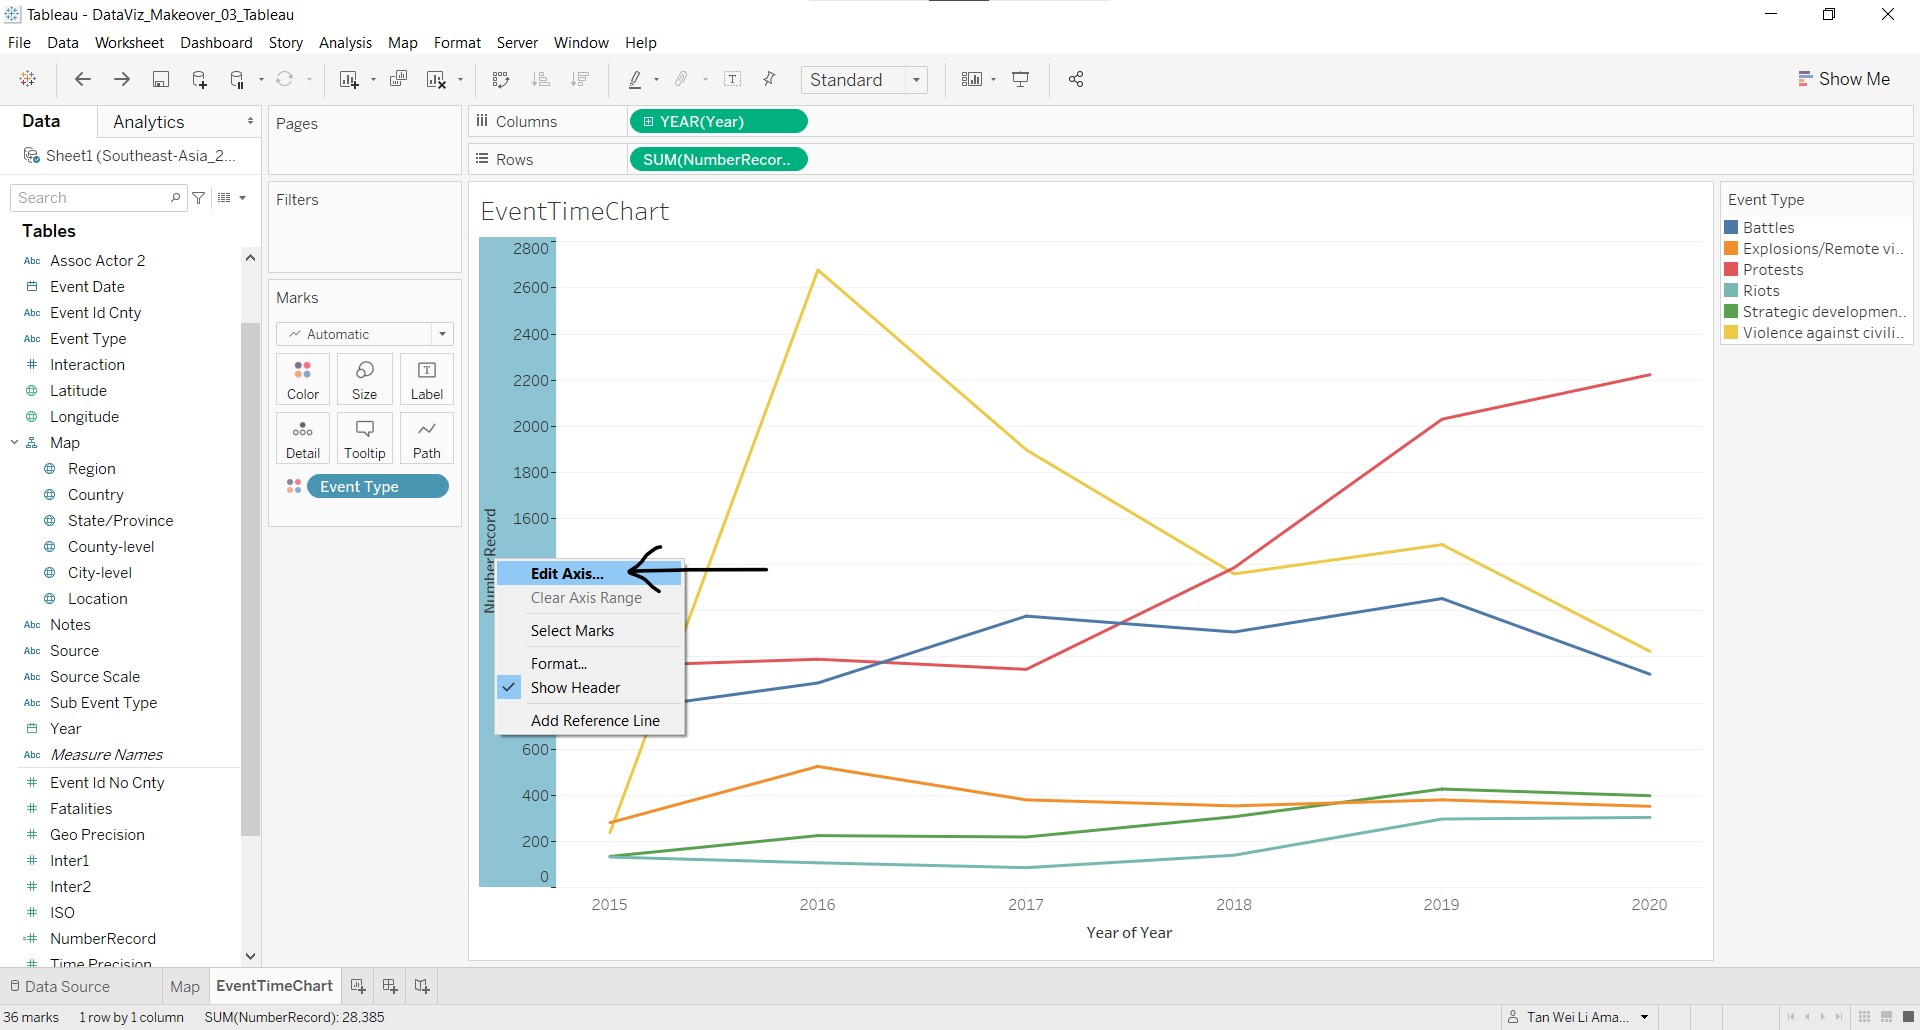 Tableau - DataViz_Makeover_03_Tableau
File Data Worksheet Dashboard Story Analysis Map Format Server Window Help
Standard
Show Me
Data
Analytics
Sheet1 (Southeast-Asia_2...
Search
Tables
Abc Assoc Actor 2
Event Date
Abc Event Id Cnty
Abc Event Type
# Interaction
Latitude
Longitude
Map
Region
Country
State/Province
County-level
City-level
Location
Abc Notes
Abc Source
Abc Source Scale
Abc Sub Event Type
Year
Abc Measure Names
# Event Id No Cnty
# Fatalities
# Geo Precision
# Inter1
# Inter2
# ISO
=# NumberRecord
# Time Precision
Pages
Filters
Marks
Automatic
Color Size Label
Detail Tooltip Path
Event Type
Columns
YEAR(Year)
Rows
SUM(NumberRecor..
EventTimeChart
2800
2600
2400
2200
2000
1800
1600
600
400
200
0
NumberRecord
Edit Axis...
Clear Axis Range
Select Marks
Format...
Show Header
Add Reference Line
2015 2016 2017 2018 2019 2020
Year of Year
Event Type
Battles
Explosions/Remote vi..
Protests
Riots
Strategic developmen..
Violence against civili..
Data Source Map EventTimeChart
36 marks 1 row by 1 column SUM(NumberRecord): 28,385
Tan Wei Li Ama...